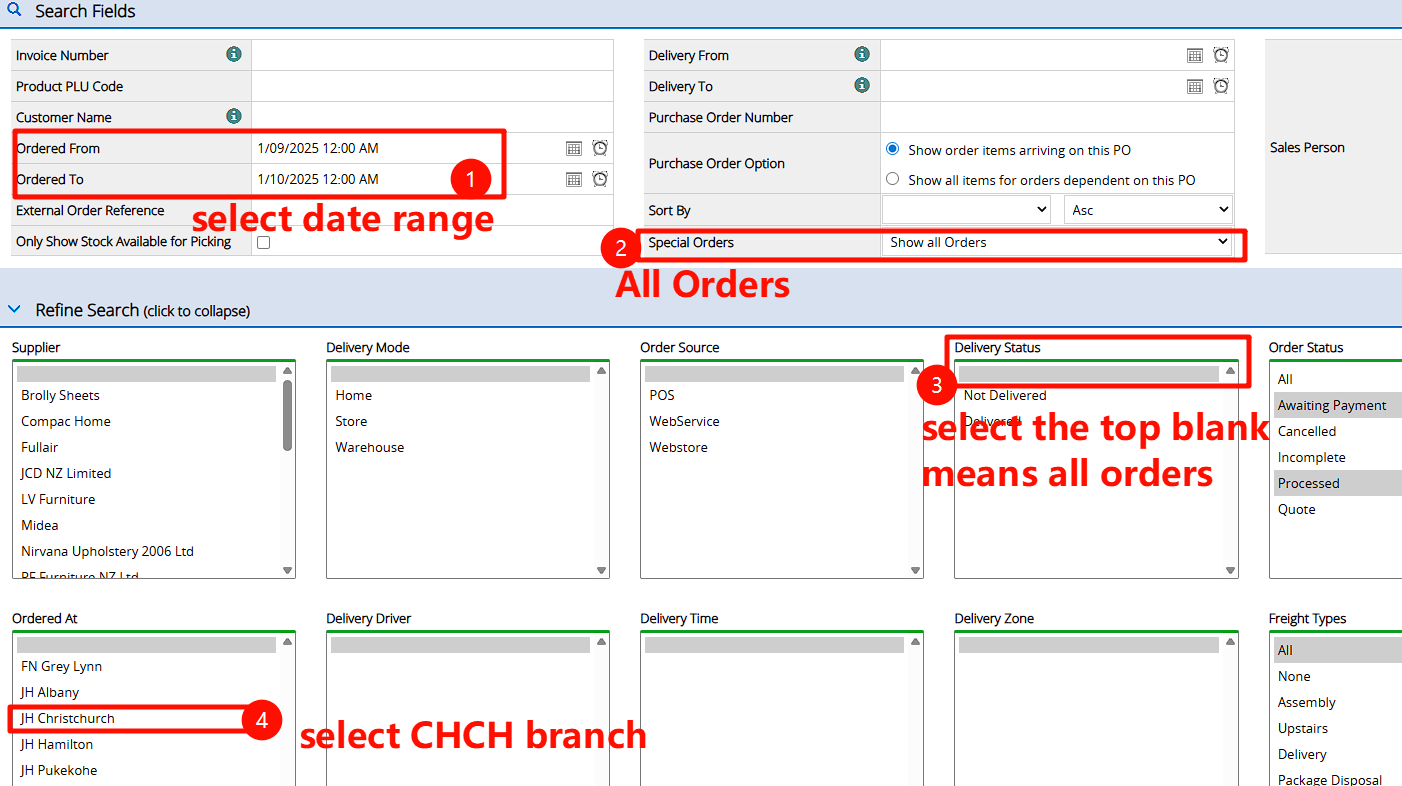 Search Fields
Invoice Number
Product PLU Code
Customer Name
Ordered From 1/09/2025 12:00 AM
Ordered To 1/10/2025 12:00 AM
1
External Order Reference
select date range
Only Show Stock Available for Picking
Delivery From
Delivery To
Purchase Order Number
Purchase Order Option
Show order items arriving on this PO
Show all items for orders dependent on this PO
Sort By Asc
2
Special Orders Show all Orders
All Orders
Sales Person
Refine Search (click to collapse)
Supplier
Brolly Sheets
Compac Home
Fullair
JCD NZ Limited
LV Furniture
Midea
Nirvana Upholstery 2006 Ltd
PF Furniture NZ Ltd
Delivery Mode
Home
Store
Warehouse
Order Source
POS
WebService
Webstore
Delivery Status
3
Not Delivered
Delivered
select the top blank
means all orders
Order Status
All
Awaiting Payment
Cancelled
Incomplete
Processed
Quote
Ordered At
FN Grey Lynn
JH Albany
JH Christchurch
4
select CHCH branch
JH Hamilton
JH Pukekohe
Delivery Driver
Delivery Time
Delivery Zone
Freight Types
All
None
Assembly
Upstairs
Delivery
Package Disposal